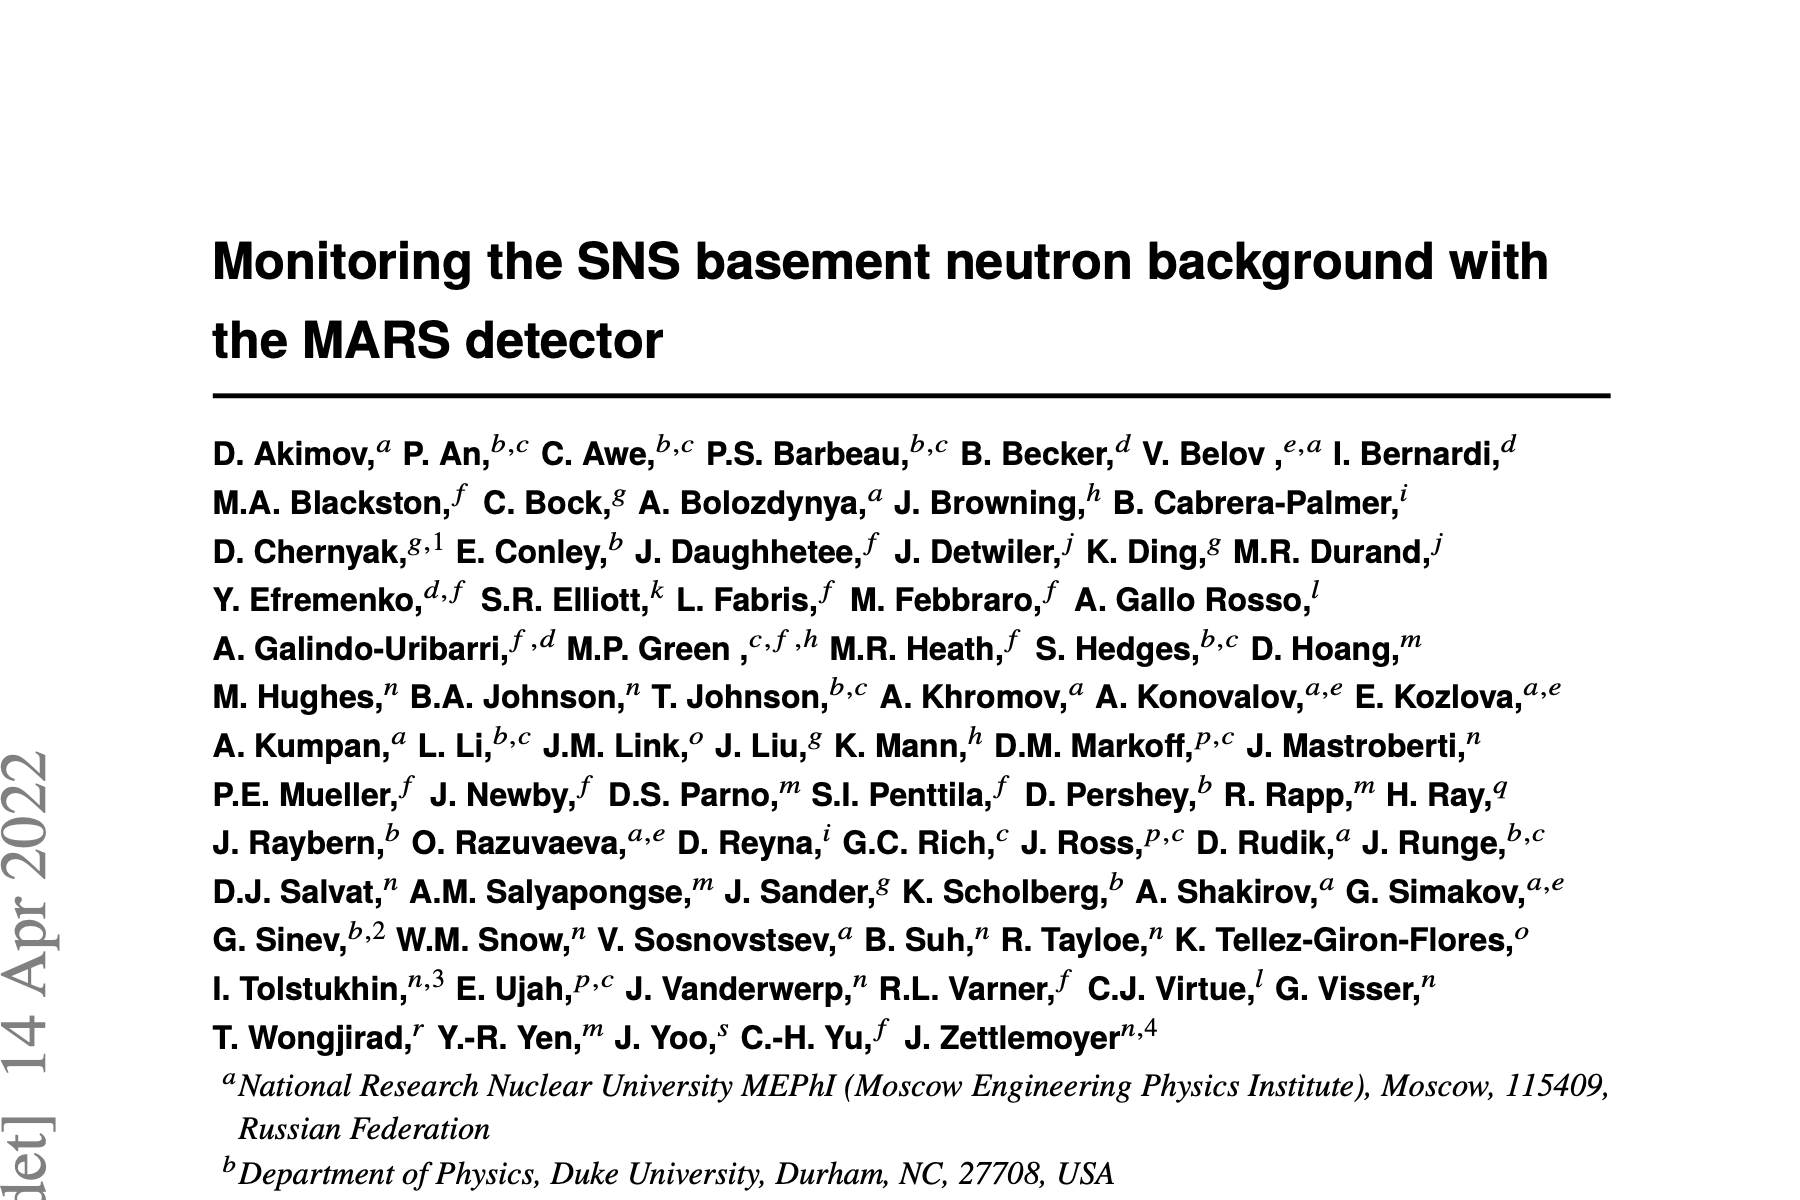 Monitoring the SNS basement neutron background with
the MARS detector
D. Akimov,a P. An,b,c C. Awe,b,c P.S. Barbeau,b,c B. Becker,d V. Belov ,e,a I. Bernardi,d
M.A. Blackston,f C. Bock,g A. Bolozdynya,a J. Browning,h B. Cabrera-Palmer,i
D. Chernyak,g,1 E. Conley,b J. Daughhetee,f J. Detwiler,j K. Ding,g M.R. Durand,j
Y. Efremenko,d,f S.R. Elliott,k L. Fabris,f M. Febbraro,f A. Gallo Rosso,l
A. Galindo-Uribarri,f,d M.P. Green ,c,f,h M.R. Heath,f S. Hedges,b,c D. Hoang,m
M. Hughes,n B.A. Johnson,n T. Johnson,b,c A. Khromov,a A. Konovalov,a,e E. Kozlova,a,e
A. Kumpan,a L. Li,b,c J.M. Link,o J. Liu,g K. Mann,h D.M. Markoff,p,c J. Mastroberti,n
P.E. Mueller,f J. Newby,f D.S. Parno,m S.I. Penttila,f D. Pershey,b R. Rapp,m H. Ray,q
J. Raybern,b O. Razuvaeva,a,e D. Reyna,i G.C. Rich,c J. Ross,p,c D. Rudik,a J. Runge,b,c
D.J. Salvat,n A.M. Salyapongse,m J. Sander,g K. Scholberg,b A. Shakirov,a G. Simakov,a,e
G. Sinev,b,2 W.M. Snow,n V. Sosnovstsev,a B. Suh,n R. Tayloe,n K. Tellez-Giron-Flores,o
I. Tolstukhin,n,3 E. Ujah,p,c J. Vanderwerp,n R.L. Varner,f C.J. Virtue,l G. Visser,n
T. Wongjirad,r Y.-R. Yen,m J. Yoo,s C.-H. Yu,f J. Zettlemoyern,4
aNational Research Nuclear University MEPhI (Moscow Engineering Physics Institute), Moscow, 115409,
Russian Federation
bDepartment of Physics, Duke University, Durham, NC, 27708, USA
det] 14 Apr 2022